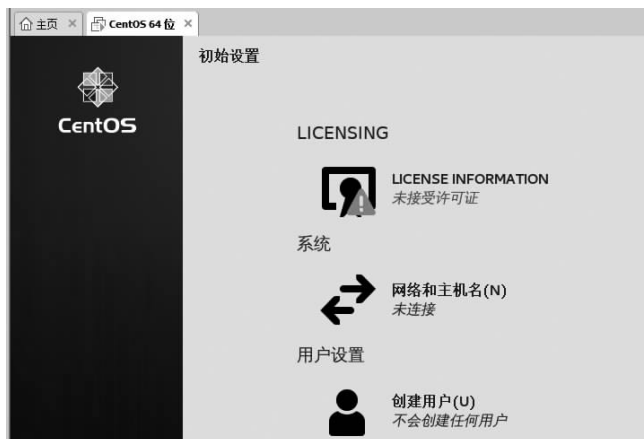 主页
CentOS 64 位
初始设置
CentOS
LICENSING
LICENSE INFORMATION
未接受许可证
系统
网络和主机名(N)
未连接
用户设置
创建用户(U)
不会创建任何用户